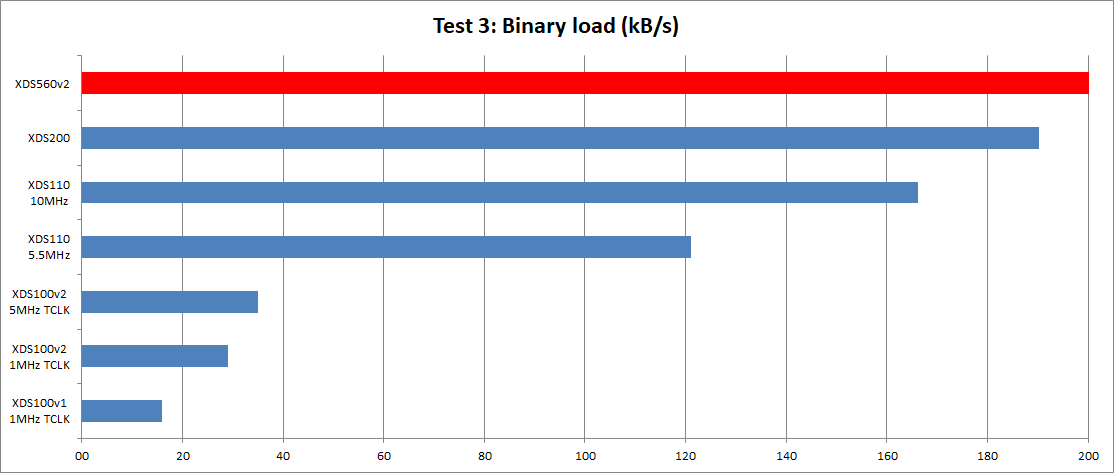 Test 3: Binary load (kB/s)
XDS560v2
XDS200
XDS110
10MHz
XDS110
5.5MHz
XDS100v2
5MHz TCLK
XDS100v2
1MHz TCLK
XDS100v1
1MHz TCLK
00 20 40 60 80 100 120 140 160 180 200